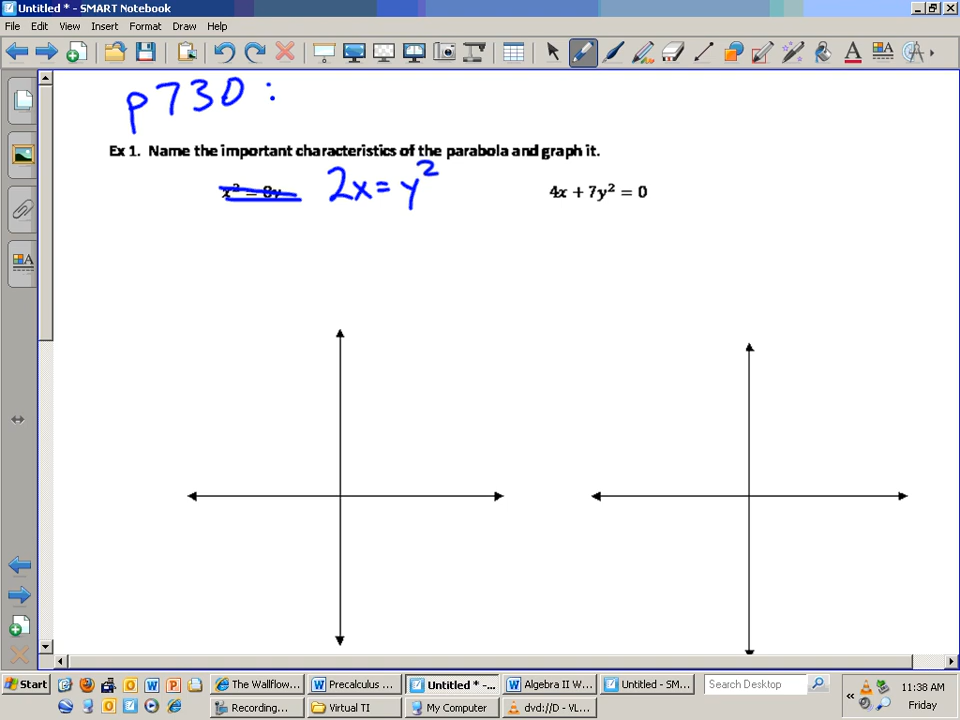 Untitled * - SMART Notebook
File Edit View Insert Format Draw Help
p730:
Ex 1. Name the important characteristics of the parabola and graph it.
x² = 8y 2x = y² 4x + 7y² = 0
Start The Wallflow... Precalculus ... Untitled * -... Algebra II W... Untitled - SM... Search Desktop 11:38 AM
Recording... Virtual TI My Computer dvd://D - VL... Friday